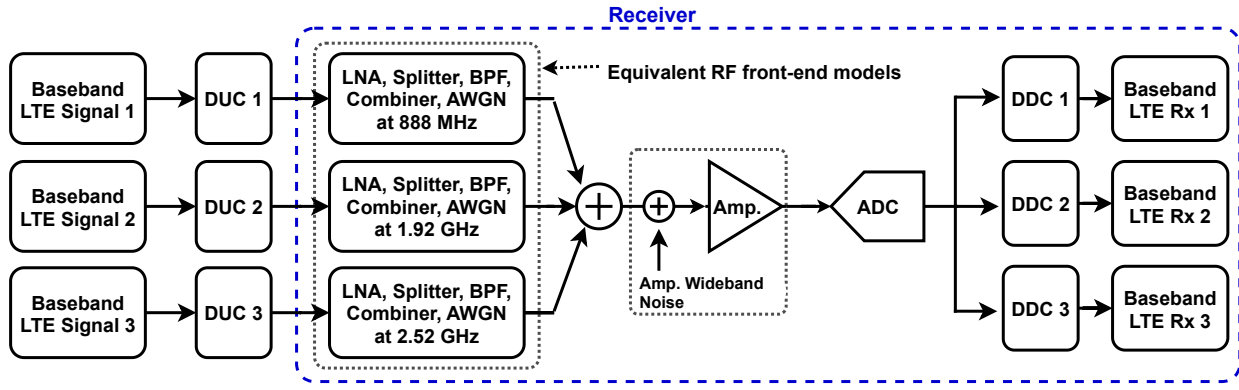 Receiver
Baseband
LTE Signal 1
DUC 1
LNA, Splitter, BPF,
Combiner, AWGN
at 888 MHz
Equivalent RF front-end models
DDC 1
Baseband
LTE Rx 1
Baseband
LTE Signal 2
DUC 2
LNA, Splitter, BPF,
Combiner, AWGN
at 1.92 GHz
Amp.
ADC
DDC 2
Baseband
LTE Rx 2
Amp. Wideband
Noise
Baseband
LTE Signal 3
DUC 3
LNA, Splitter, BPF,
Combiner, AWGN
at 2.52 GHz
DDC 3
Baseband
LTE Rx 3